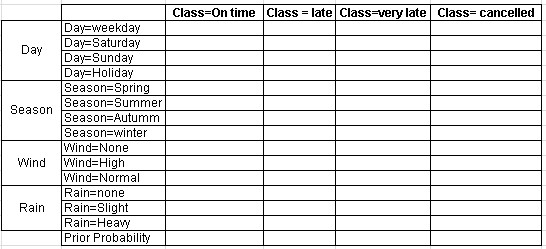 Class=On time Class = late Class=very late Class= cancelled
Day
Day=weekday
Day=Saturday
Day=Sunday
Day=Holiday
Season
Season=Spring
Season=Summer
Season=Autumm
Season=winter
Wind
Wind=None
Wind=High
Wind=Normal
Rain
Rain=none
Rain=Slight
Rain=Heavy
Prior Probability